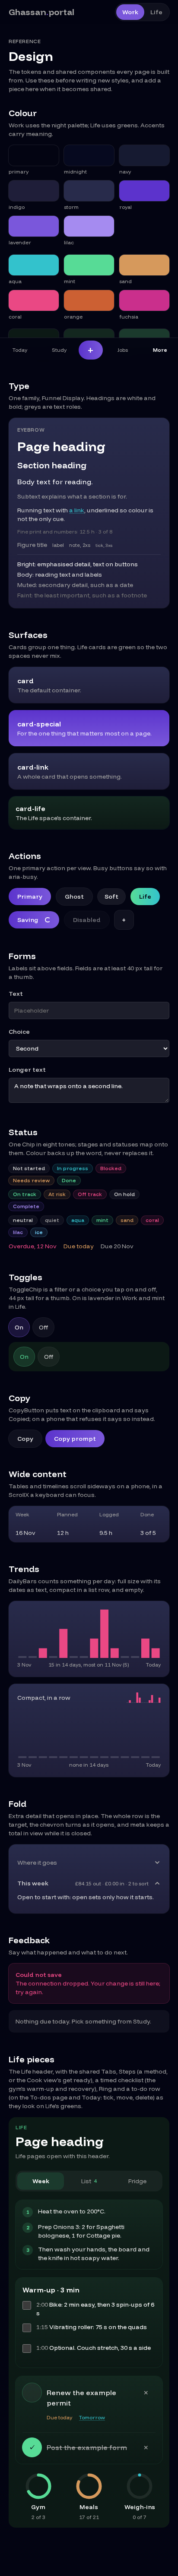 Ghassan.portal
Work
Life
REFERENCE
Design
The tokens and shared components every page is built
from. Use these before writing new styles, and add a
page here when it becomes shared.
Colour
Work uses the night palette; Life uses greens. Accents
carry meaning.
primary
midnight
navy
indigo
storm
royal
lavender
lilac
aqua
mint
sand
coral
orange
fuchsia
Today
Study
+
Jobs
More
Type
One family, Funnel Display. Headings are white and
bold; greys are text roles.
EYEBROW
Page heading
Section heading
Body text for reading.
Subtext explains what a section is for.
Running text with a link, underlined so colour is
not the only cue.
Fine print and numbers: 12.5 h · 3 of 8
Figure title label note, 2xs tick, 3xs
Bright: emphasised detail, text on buttons
Body: reading text and labels
Muted: secondary detail, such as a date
Faint: the least important, such as a footnote
Surfaces
Cards group one thing. Life cards are green so the two
spaces never mix.
card
The default container.
card-special
For the one thing that matters most on a page.
card-link
A whole card that opens something.
card-life
The Life space's container.
Actions
One primary action per view. Busy buttons say so with
aria-busy.
Primary
Ghost
Soft
Life
Saving
Disabled
+
Forms
Labels sit above fields. Fields are at least 40 px tall for
a thumb.
Text
Placeholder
Choice
Second
Longer text
A note that wraps onto a second line.
Status
One Chip in eight tones; stages and statuses map onto
them. Colour backs up the word, never replaces it.
Not started
In progress
Blocked
Needs review
Done
On track
At risk
Off track
On hold
Complete
neutral
quiet
aqua
mint
sand
coral
lilac
ice
Overdue, 12 Nov
Due today
Due 20 Nov
Toggles
ToggleChip is a filter or a choice you tap on and off,
44 px tall for a thumb. On is lavender in Work and mint
in Life.
On
Off
On
Off
Copy
CopyButton puts text on the clipboard and says
Copied; on a phone that refuses it says so instead.
Copy
Copy prompt
Wide content
Tables and timelines scroll sideways on a phone, in a
ScrollX a keyboard can focus.
Week
Planned
Logged
Done
16 Nov
12 h
9.5 h
3 of 5
Trends
DailyBars counts something per day: full size with its
dates as text, compact in a list row, and empty.
3 Nov
15 in 14 days, most on 11 Nov (5).
Today
Compact, in a row
3 Nov
none in 14 days
Today
Fold
Extra detail that opens in place. The whole row is the
target, the chevron turns as it opens, and meta keeps a
total in view while it is closed.
Where it goes
This week
£84.15 out £0.00 in 2 to sort
Open to start with: open sets only how it starts.
Feedback
Say what happened and what to do next.
Could not save
The connection dropped. Your change is still here;
try again.
Nothing due today. Pick something from Study.
Life pieces
The Life header, with the shared Tabs, Steps (a method,
or the Cook view's get ready), a timed checklist (the
gym's warm-up and recovery), Ring and a to-do row (as
on the To-dos page and Today: tick, move, delete) as
they look on Life's greens.
LIFE
Page heading
Life pages open with this header.
Week
List 4
Fridge
1
Heat the oven to 200°C.
2
Prep Onions 3: 2 for Spaghetti
bolognese, 1 for Cottage pie.
3
Then wash your hands, the board and
the knife in hot soapy water.
Warm-up · 3 min
2:00 Bike: 2 min easy, then 3 spin-ups of 6
s
1:15 Vibrating roller: 75 s on the quads
1:00 Optional. Couch stretch, 30 s a side
Renew the example
permit
×
Due today
Tomorrow
✓
Post the example form
×
Gym
2 of 3
Meals
17 of 21
Weigh-ins
0 of 7